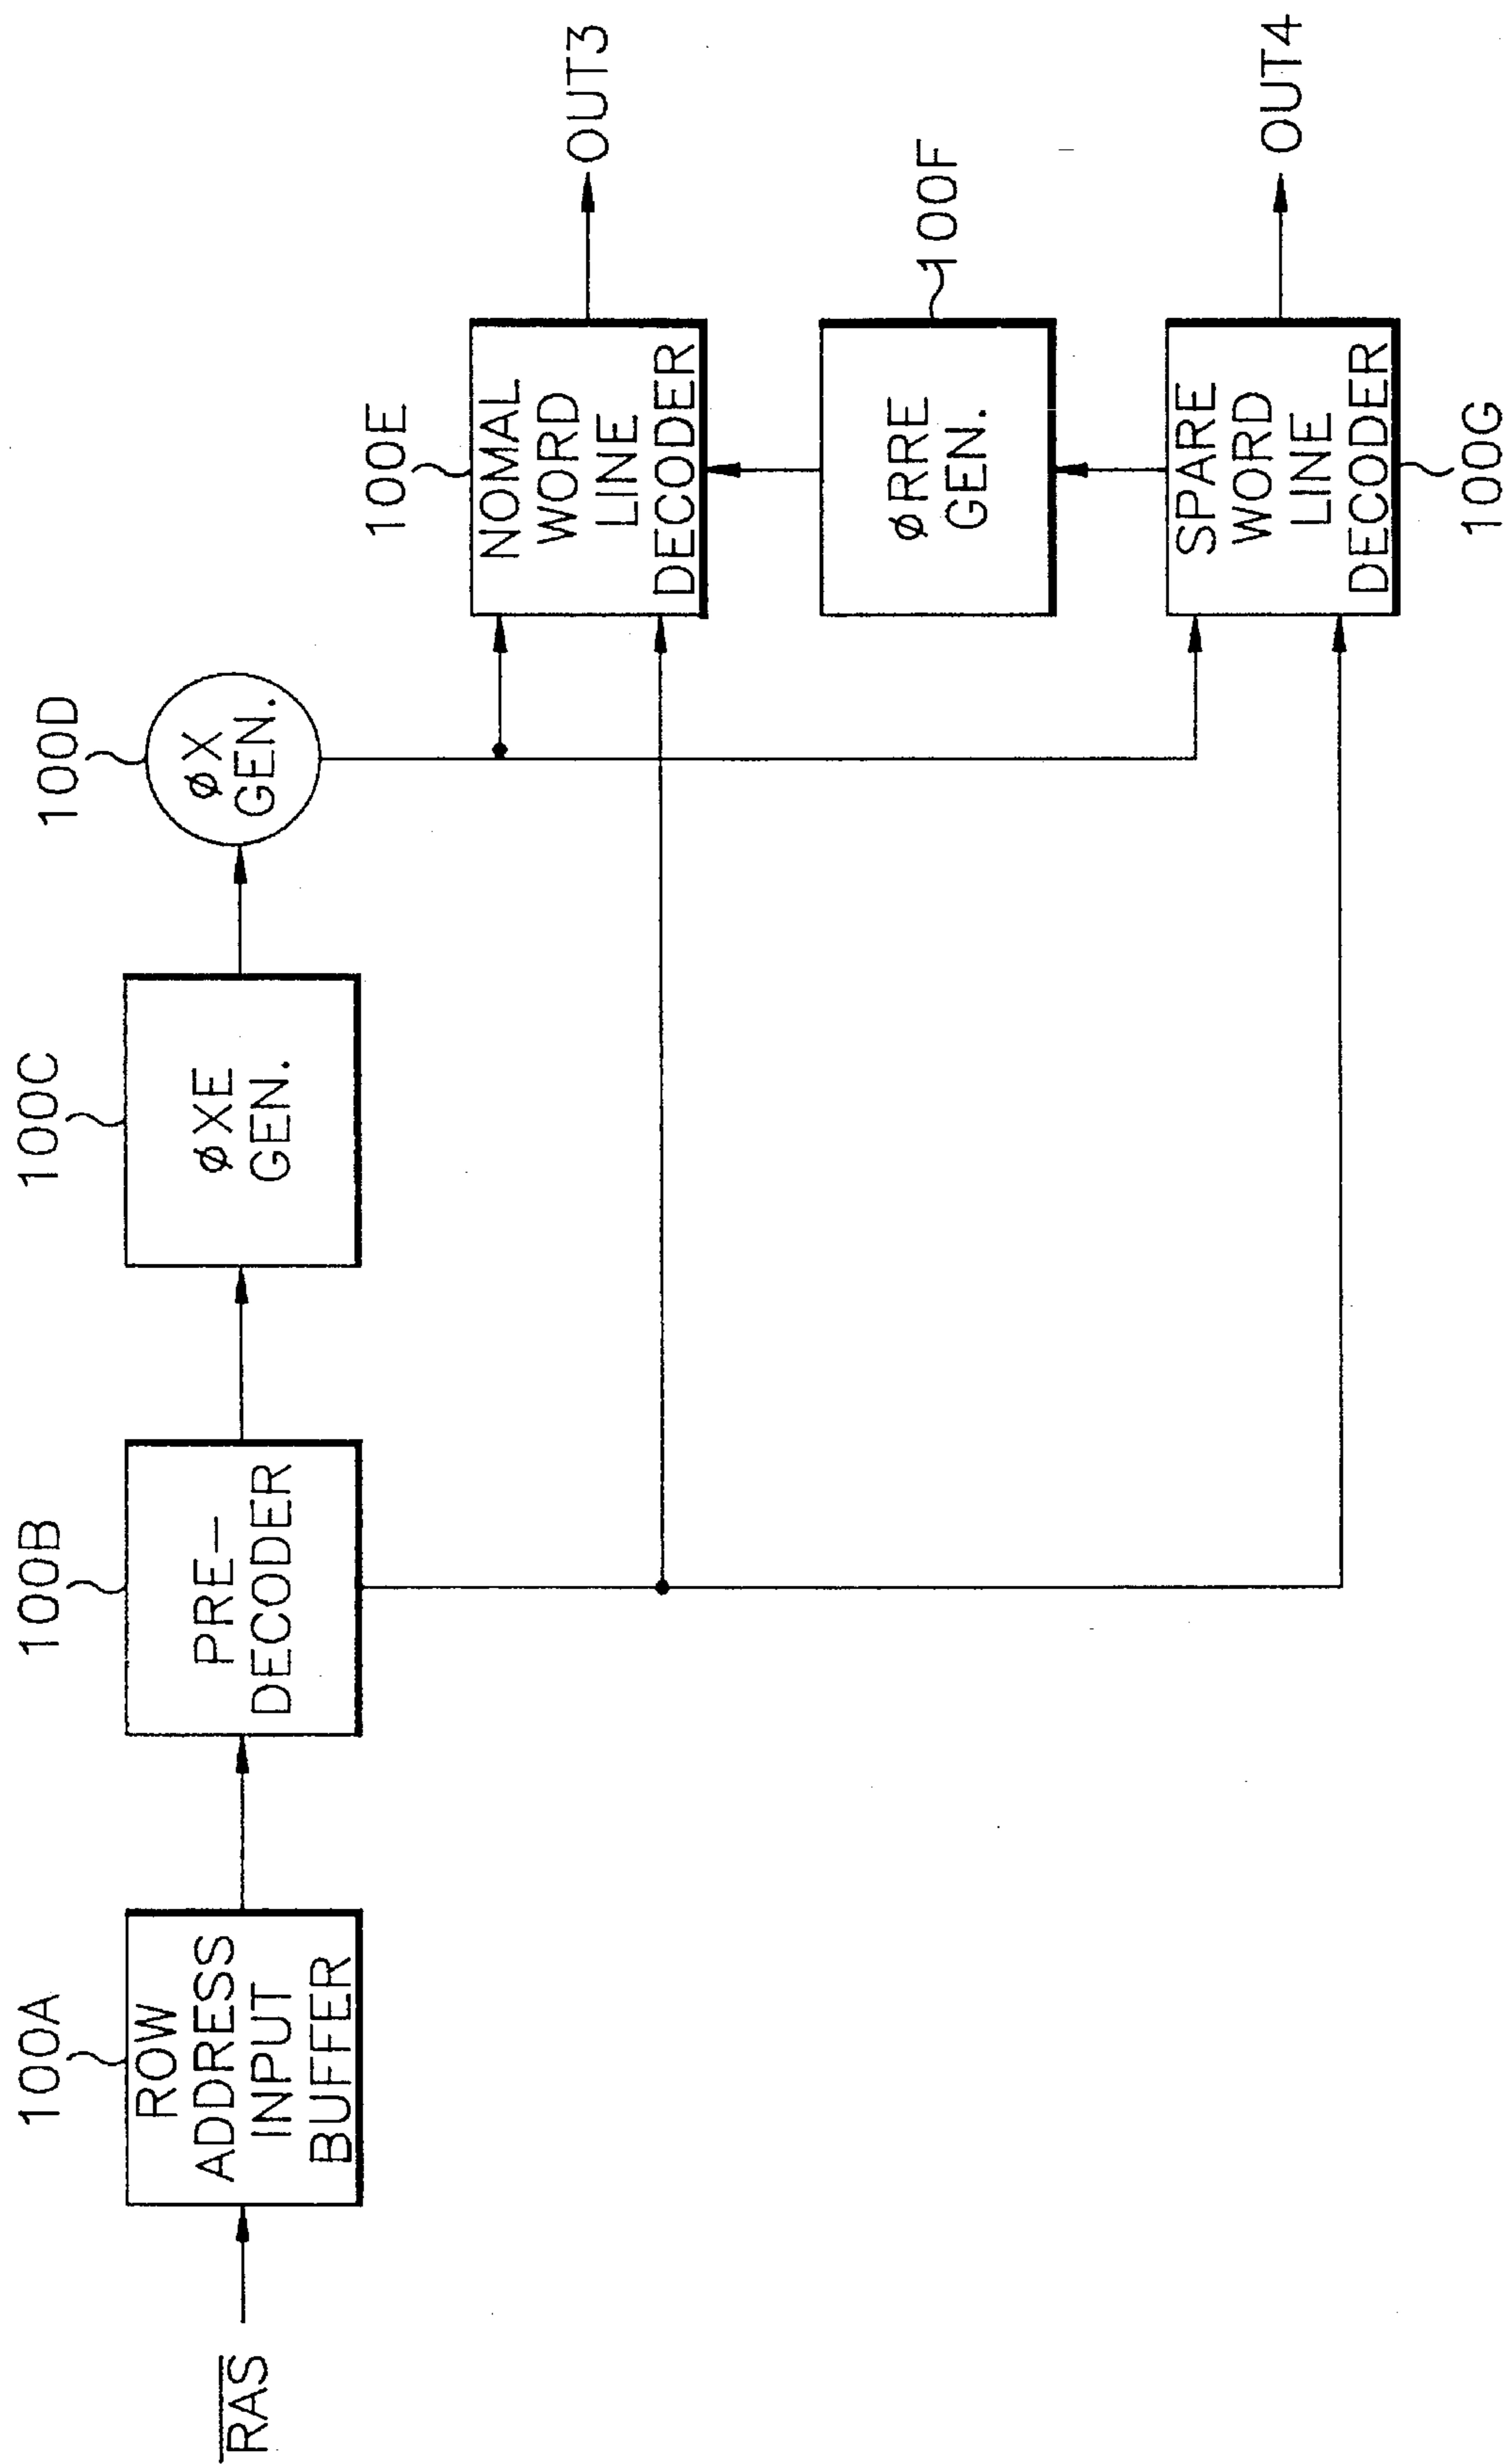 RAS
100A
ROW
ADDRESS
INPUT
BUFFER
100B
PRE-
DECODER
100C
øXE
GEN.
100D
øX
GEN.
100E
NOMAL
WORD
LINE
DECODER
OUT3
100F
øRRE
GEN.
SPARE
WORD
LINE
DECODER
100G
OUT4